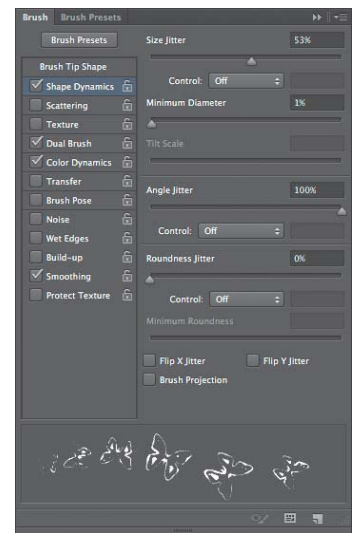 Brush Brush Presets
Brush Presets
Brush Tip Shape
Shape Dynamics
Scattering
Texture
Dual Brush
Color Dynamics
Transfer
Brush Pose
Noise
Wet Edges
Build-up
Smoothing
Protect Texture
Size Jitter 53%
Control: Off
Minimum Diameter 1%
Tilt Scale
Angle Jitter 100%
Control: Off
Roundness Jitter 0%
Control: Off
Minimum Roundness
Flip X Jitter Flip Y Jitter
Brush Projection